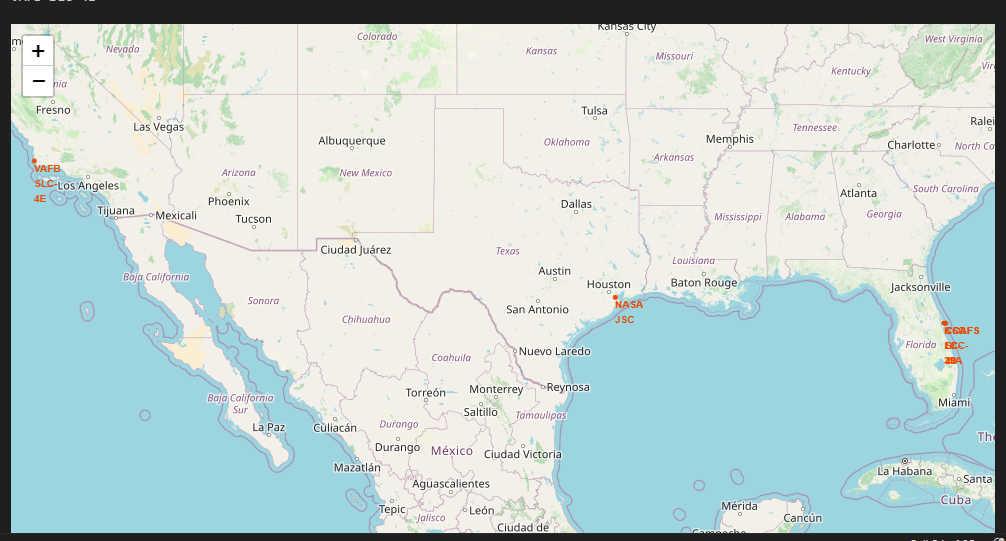 Kansas City
Colorado
West Virginia
Nevada
Kansas
Missouri
Kentucky
+
−
Fresno
Las Vegas
Tulsa
Albuquerque
Oklahoma
Memphis
Tennessee
Charlotte
North Ca
Arkansas
VAFB
SLC-
4E
Los Angeles
Arizona
New Mexico
Atlanta
South Carolina
Phoenix
Tucson
Tijuana
Mexicali
Dallas
Mississippi
Alabama
Georgia
Ciudad Juárez
Texas
Louisiana
Baja California
Austin
Houston
Baton Rouge
Jacksonville
Sonora
NASA
JSC
San Antonio
Chihuahua
Florida
Coahuila
Nuevo Laredo
Torreón
Monterrey
Reynosa
Miami
Baja California
Sur
Saltillo
Tamaulipas
La Paz
Culiacán
Durango
Durango
México
Ciudad Victoria
The
Mazatlán
La Habana
Santa
Aguascalientes
Cuba
Tepic
León
Jalisco
Mérida
Cancún
Ciudad de